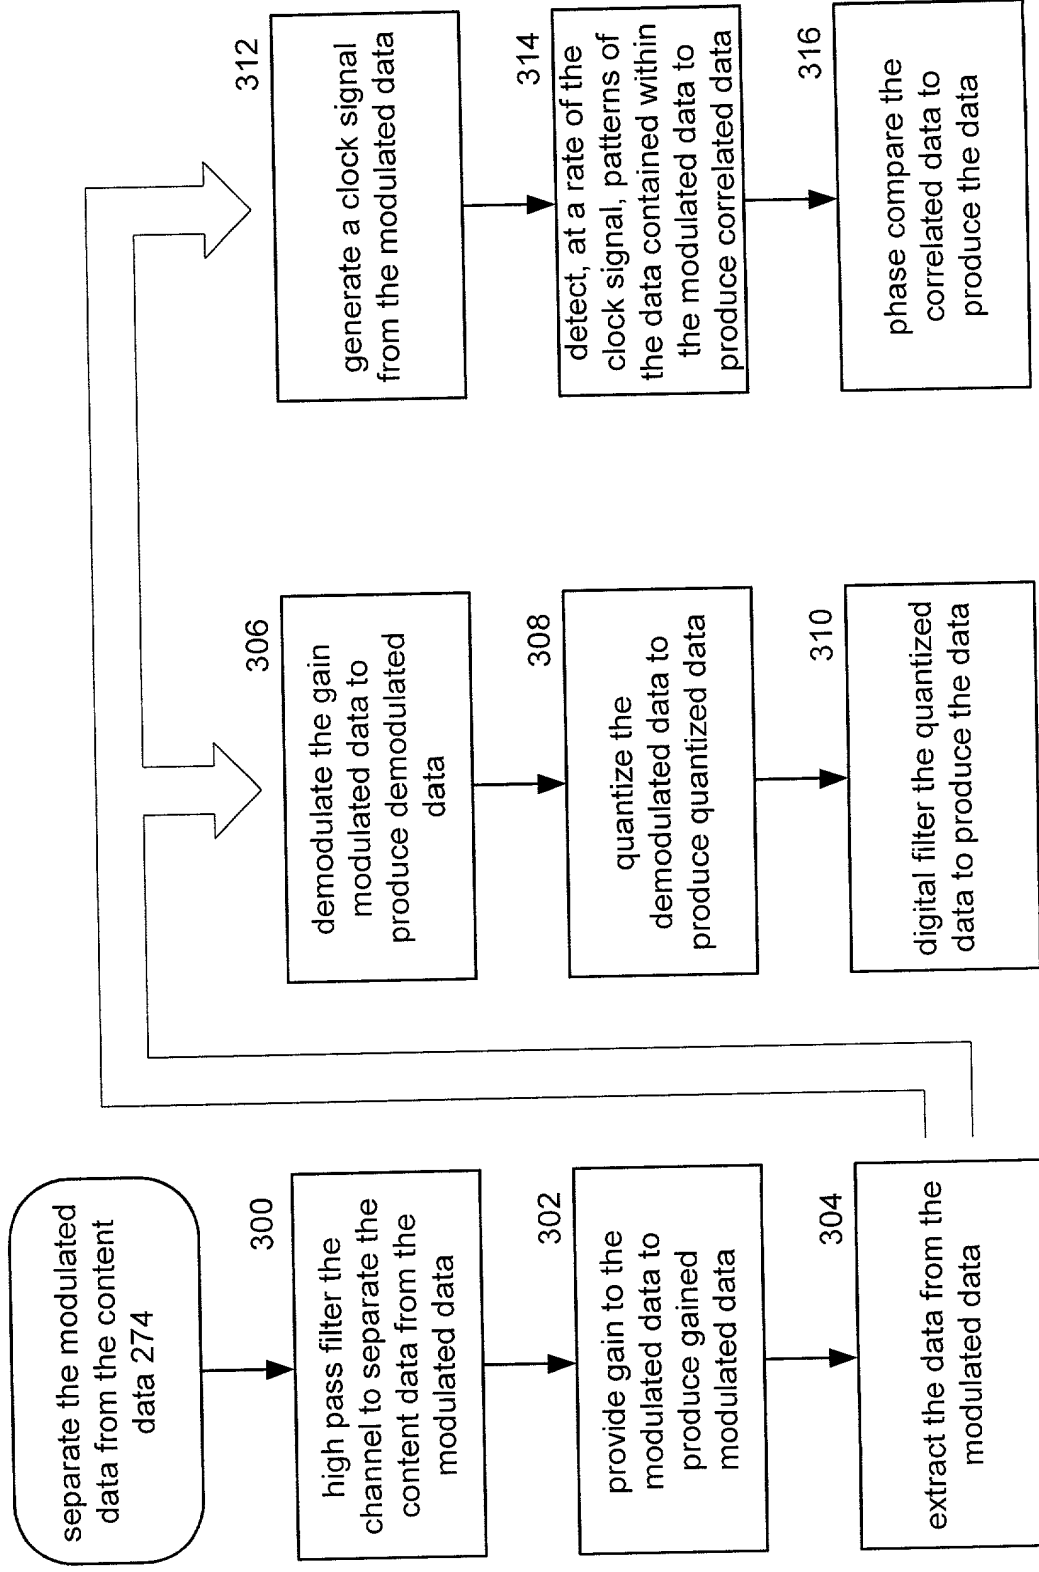 separate the modulated
data from the content
data 274
300
high pass filter the
channel to separate the
content data from the
modulated data
302
provide gain to the
modulated data to
produce gained
modulated data
304
extract the data from the
modulated data
306
demodulate the gain
modulated data to
produce demodulated
data
308
quantize the
demodulated data to
produce quantized data
310
digital filter the quantized
data to produce the data
312
generate a clock signal
from the modulated data
314
detect, at a rate of the
clock signal, patterns of
the data contained within
the modulated data to
produce correlated data
316
phase compare the
correlated data to
produce the data